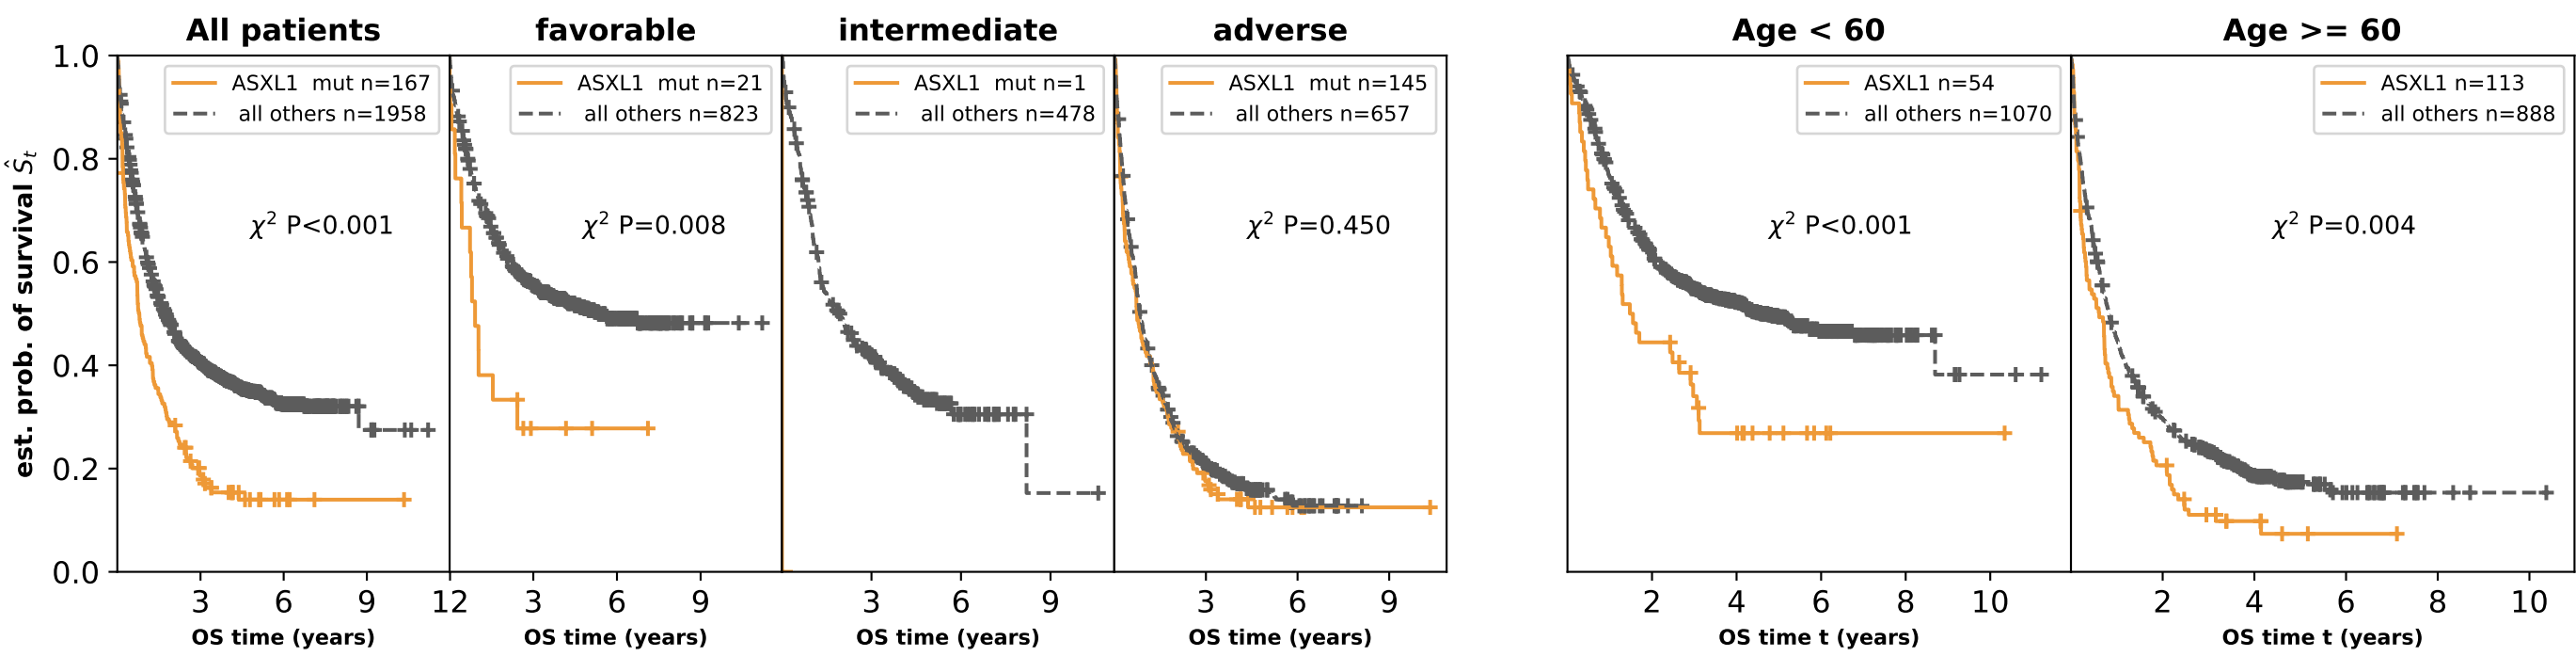 All patients
favorable
intermediate
adverse
Age < 60
Age >= 60
est. prob. of survival Ŝt
1.0
0.8
0.6
0.4
0.2
0.0
ASXL1 mut n=167
all others n=1958
χ² P<0.001
3 6 9 12
OS time (years)
ASXL1 mut n=21
all others n=823
χ² P=0.008
3 6 9
OS time (years)
ASXL1 mut n=1
all others n=478
3 6 9
OS time (years)
ASXL1 mut n=145
all others n=657
χ² P=0.450
3 6 9
OS time (years)
ASXL1 n=54
all others n=1070
χ² P<0.001
2 4 6 8 10
OS time t (years)
ASXL1 n=113
all others n=888
χ² P=0.004
2 4 6 8 10
OS time t (years)